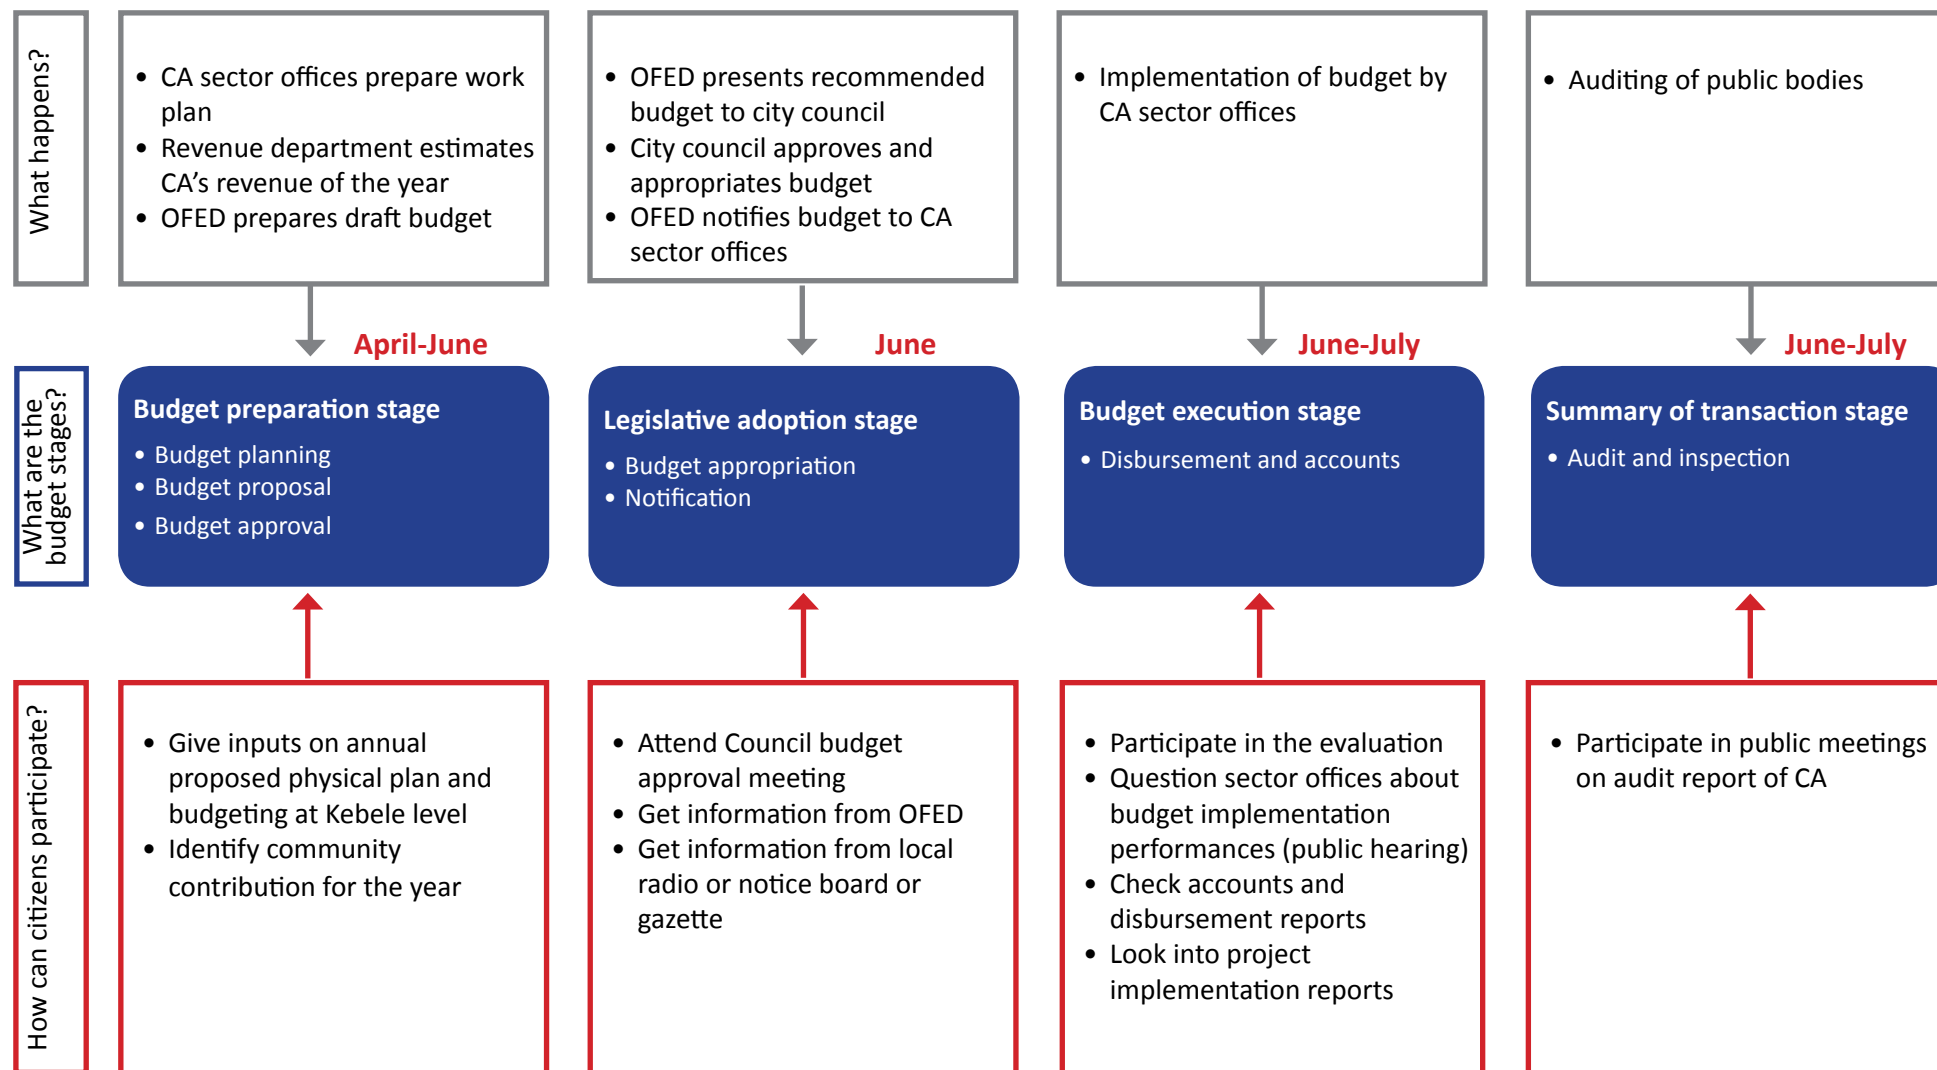 What happens?
• CA sector offices prepare work
plan
• Revenue department estimates
CA’s revenue of the year
• OFED prepares draft budget
• OFED presents recommended
budget to city council
• City council approves and
appropriates budget
• OFED notifies budget to CA
sector offices
• Implementation of budget by
CA sector offices
• Auditing of public bodies
April-June
June
June-July
June-July
What are the
budget stages?
Budget preparation stage
• Budget planning
• Budget proposal
• Budget approval
Legislative adoption stage
• Budget appropriation
• Notification
Budget execution stage
• Disbursement and accounts
Summary of transaction stage
• Audit and inspection
How can citizens participate?
• Give inputs on annual
proposed physical plan and
budgeting at Kebele level
• Identify community
contribution for the year
• Attend Council budget
approval meeting
• Get information from OFED
• Get information from local
radio or notice board or
gazette
• Participate in the evaluation
• Question sector offices about
budget implementation
performances (public hearing)
• Check accounts and
disbursement reports
• Look into project
implementation reports
• Participate in public meetings
on audit report of CA